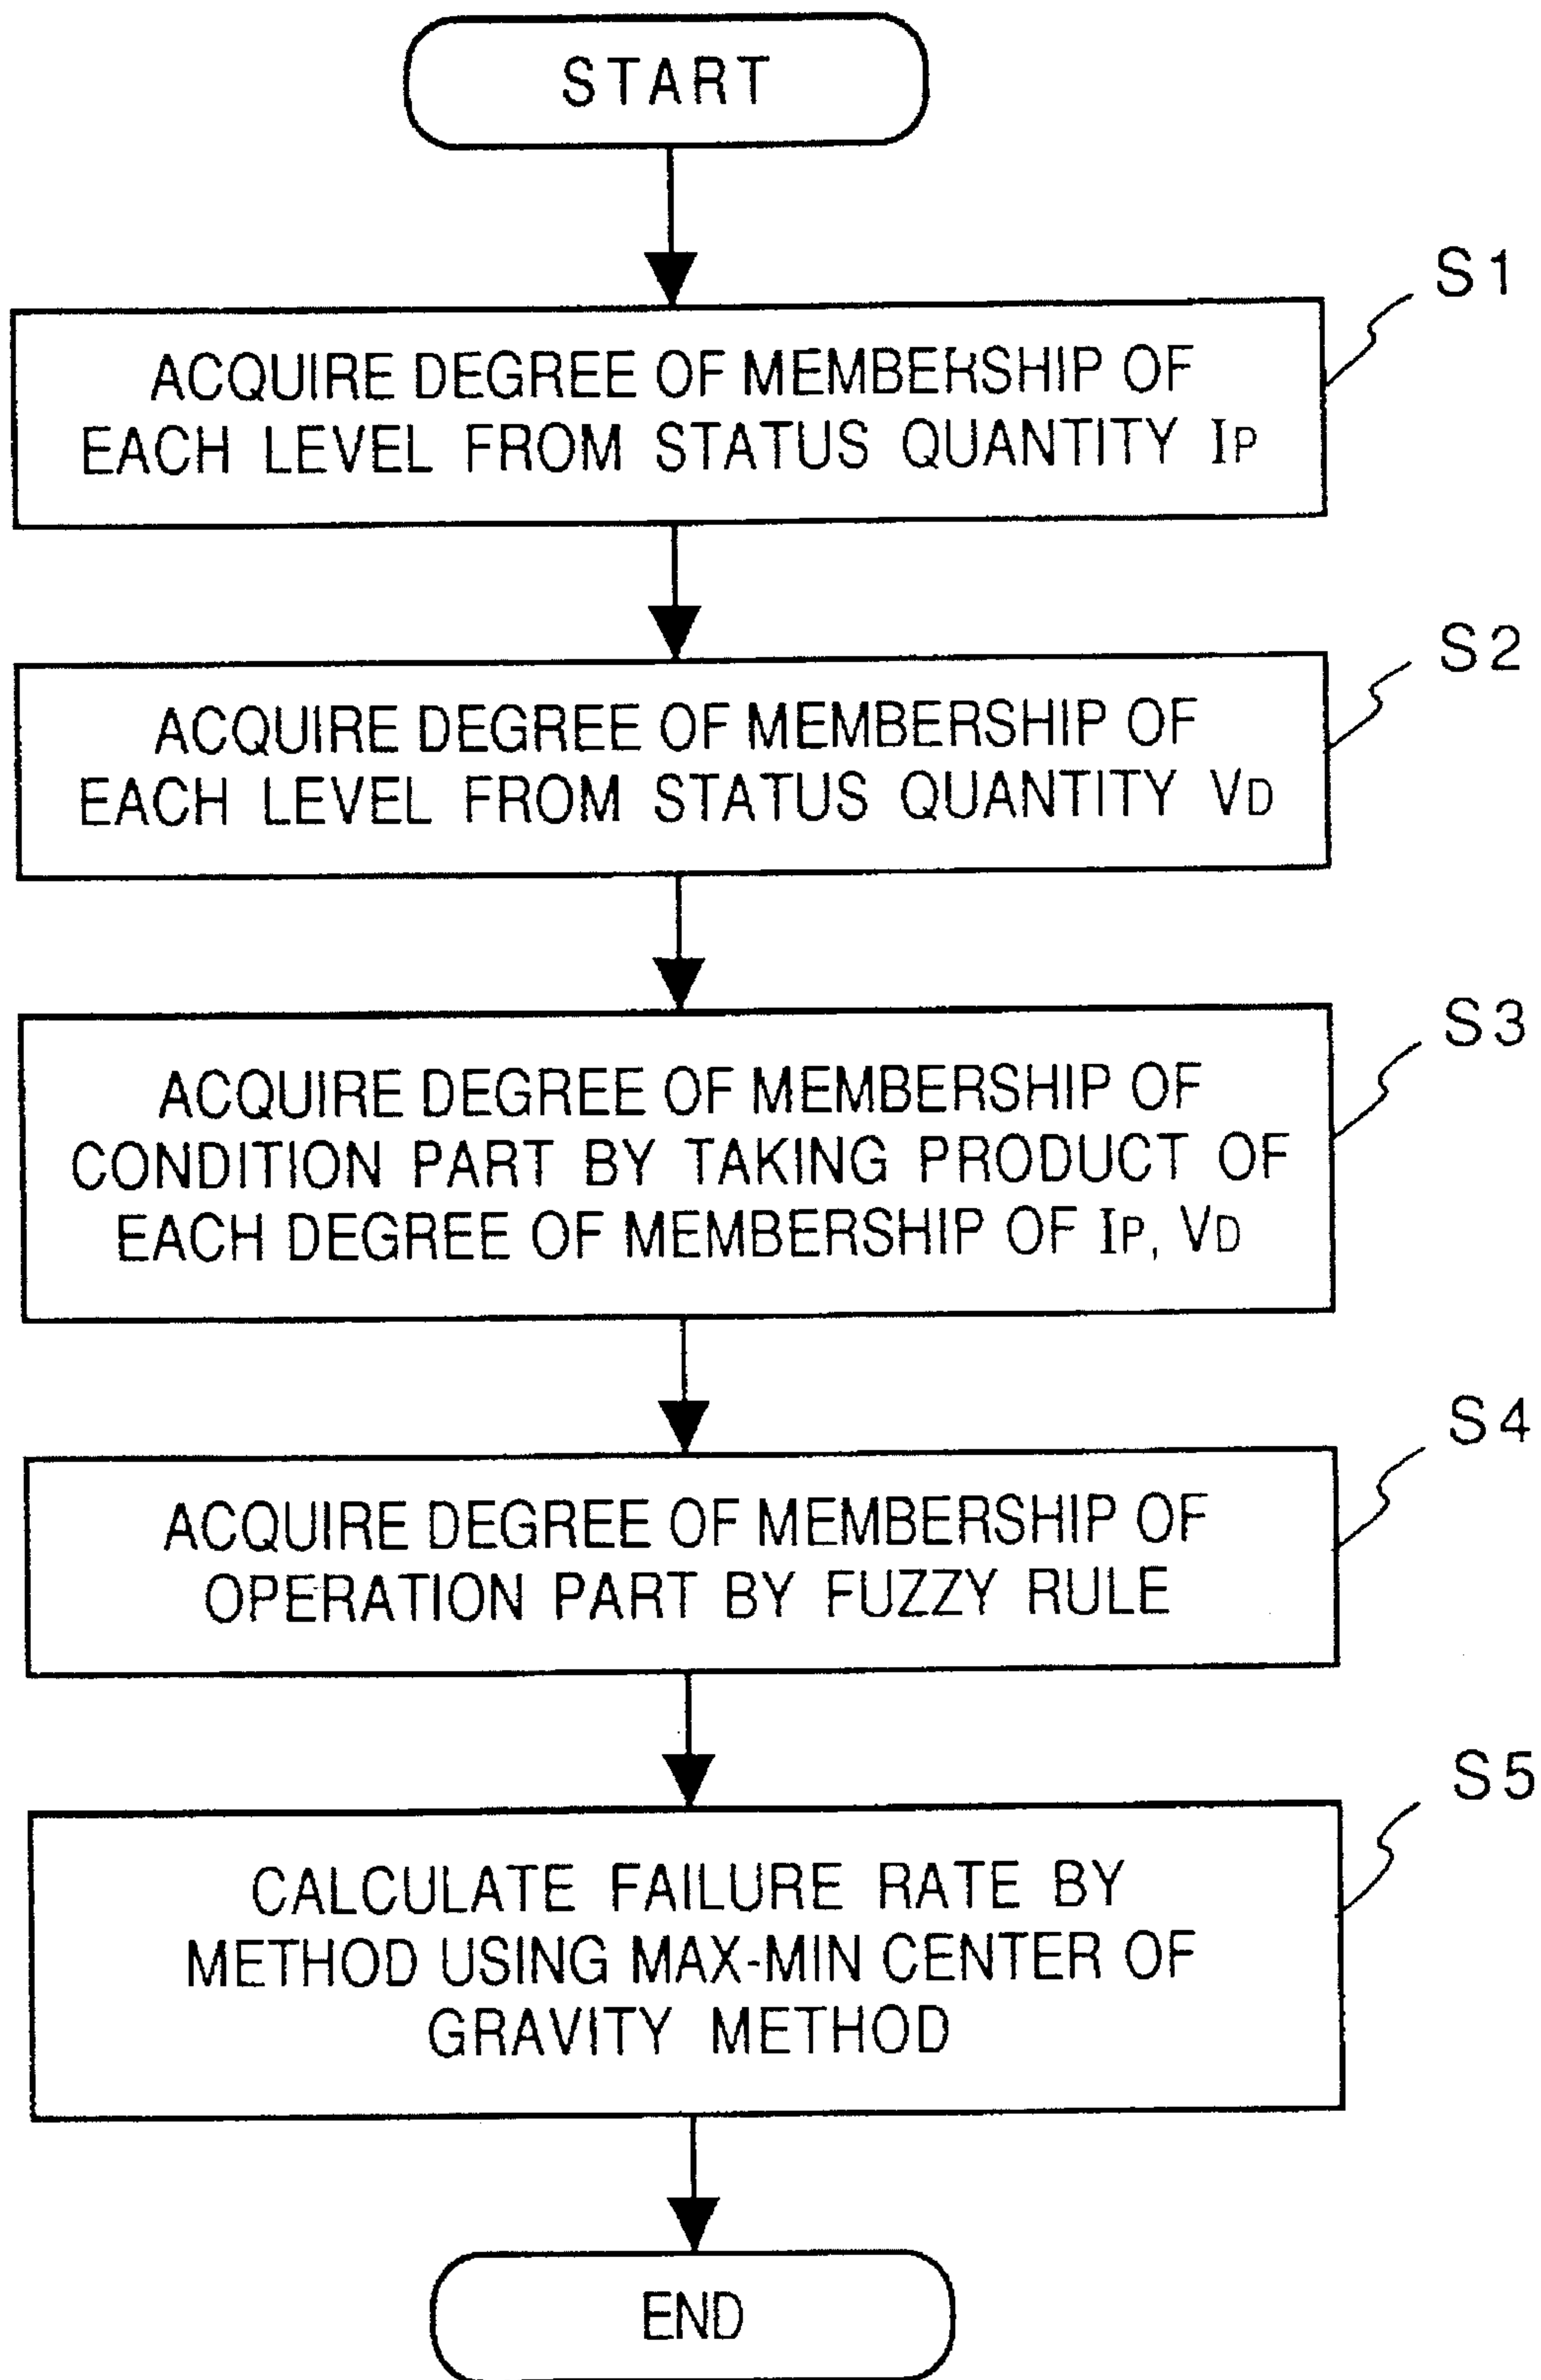 START
S1
ACQUIRE DEGREE OF MEMBERSHIP OF
EACH LEVEL FROM STATUS QUANTITY IP
S2
ACQUIRE DEGREE OF MEMBERSHIP OF
EACH LEVEL FROM STATUS QUANTITY VD
S3
ACQUIRE DEGREE OF MEMBERSHIP OF
CONDITION PART BY TAKING PRODUCT OF
EACH DEGREE OF MEMBERSHIP OF IP, VD
S4
ACQUIRE DEGREE OF MEMBERSHIP OF
OPERATION PART BY FUZZY RULE
S5
CALCULATE FAILURE RATE BY
METHOD USING MAX-MIN CENTER OF
GRAVITY METHOD
END